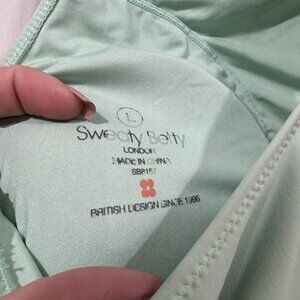 L
Sweaty Betty
LONDON
MADE IN CHINA
BRITISH DESIGN SINCE 1998